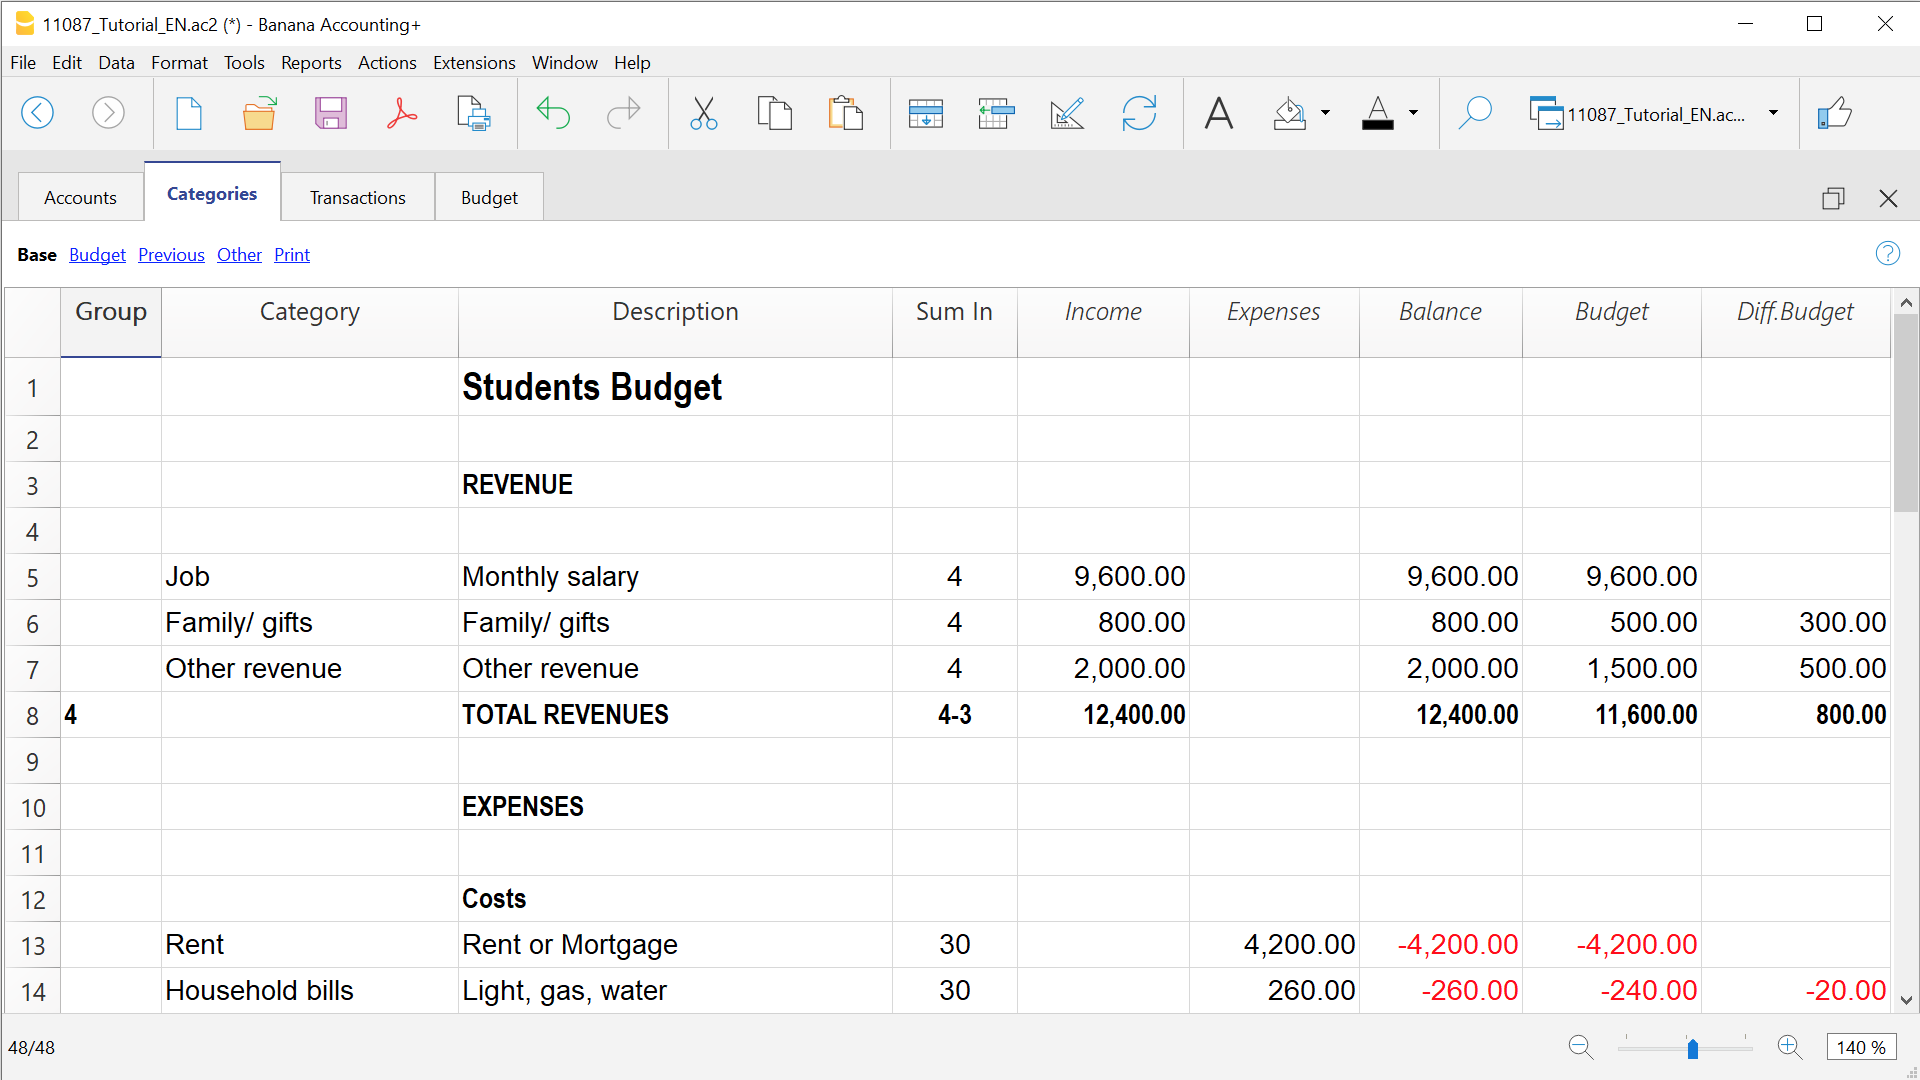 11087_Tutorial_EN.ac2 (*) - Banana Accounting+
File Edit Data Format Tools Reports Actions Extensions Window Help
11087_Tutorial_EN.ac...
Accounts Categories Transactions Budget
Base Budget Previous Other Print
Group Category Description Sum In Income Expenses Balance Budget Diff.Budget
1 Students Budget
2
3 REVENUE
4
5 Job Monthly salary 4 9,600.00 9,600.00 9,600.00
6 Family/ gifts Family/ gifts 4 800.00 800.00 500.00 300.00
7 Other revenue Other revenue 4 2,000.00 2,000.00 1,500.00 500.00
8 4 TOTAL REVENUES 4-3 12,400.00 12,400.00 11,600.00 800.00
9
10 EXPENSES
11
12 Costs
13 Rent Rent or Mortgage 30 4,200.00 -4,200.00 -4,200.00
14 Household bills Light, gas, water 30 260.00 -260.00 -240.00 -20.00
48/48 140 %